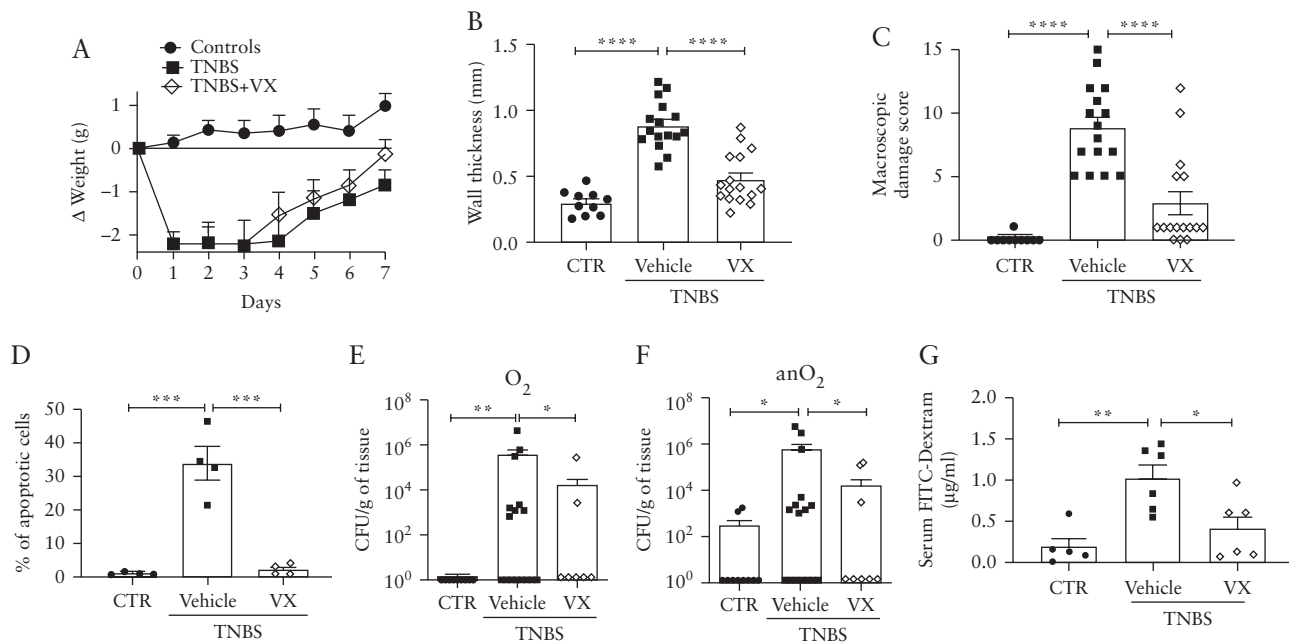 A
Controls
TNBS
TNBS+VX
Δ Weight (g)
1
0
−1
−2
0 1 2 3 4 5 6 7
Days
B
**** ****
Wall thickness (mm)
1.5
1.0
0.5
0.0
CTR Vehicle VX
TNBS
C
**** ****
Macroscopic
damage score
15
10
5
0
CTR Vehicle VX
TNBS
D
*** ***
% of apoptotic cells
50
40
30
20
10
0
CTR Vehicle VX
TNBS
E
O2
** *
CFU/g of tissue
10^8
10^6
10^4
10^2
10^0
CTR Vehicle VX
TNBS
F
anO2
* *
CFU/g of tissue
10^8
10^6
10^4
10^2
10^0
CTR Vehicle VX
TNBS
G
** *
Serum FITC-Dextram
(µg/ml)
2.0
1.5
1.0
0.5
0.0
CTR Vehicle VX
TNBS